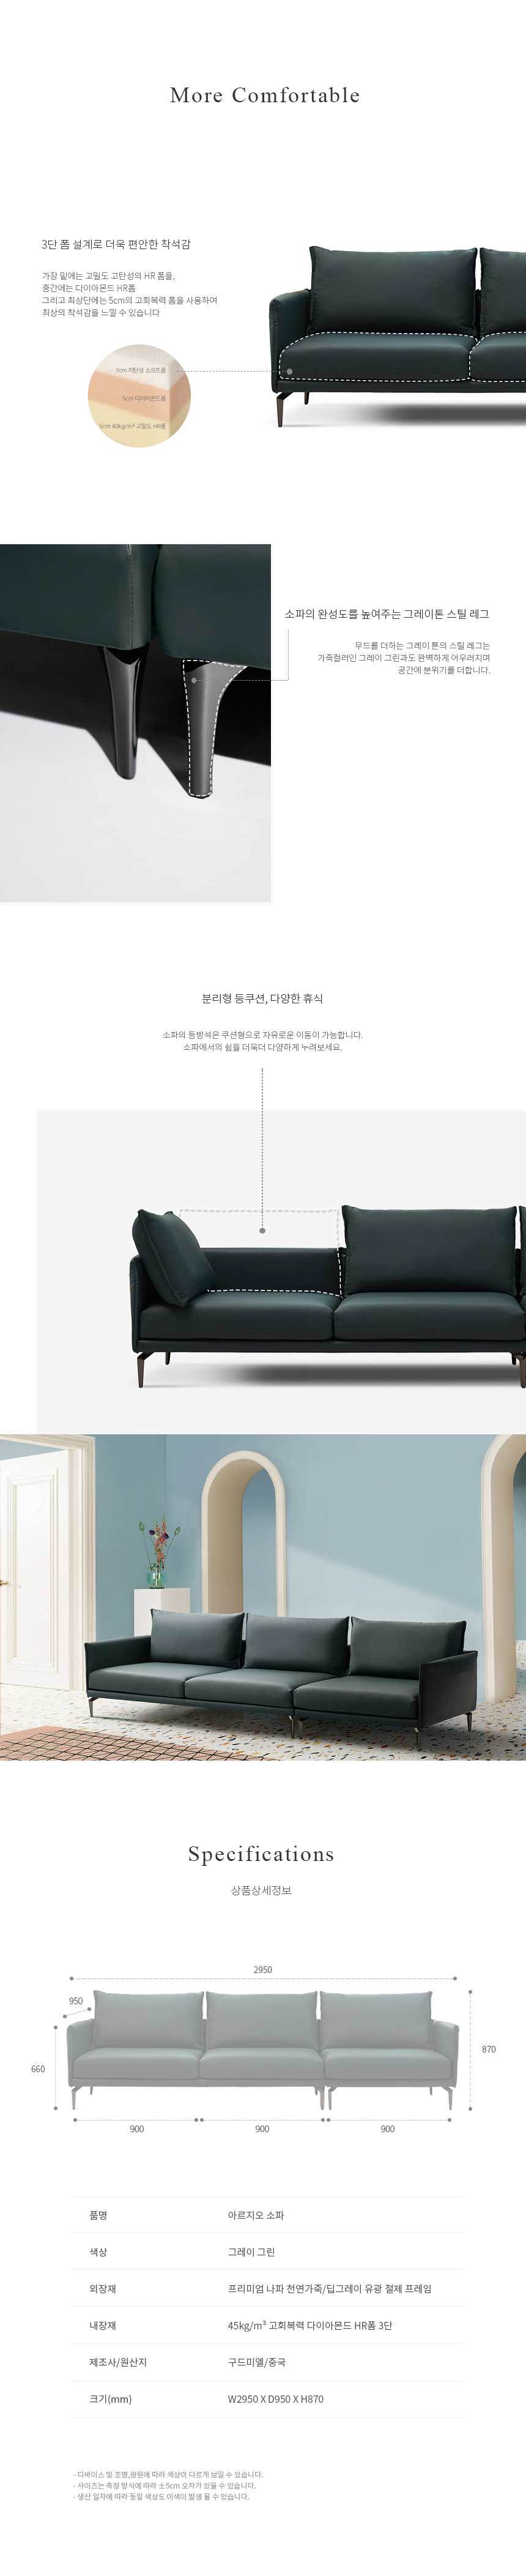 More Comfortable
3단 폼 설계로 더욱 편안한 착석감
가장 밑에는 고밀도 고탄성의 HR 폼을,
중간에는 다이아몬드 HR폼
그리고 최상단에는 5cm의 고회복력 폼을 사용하여
최상의 착석감을 느낄 수 있습니다
3cm 저탄성 소프트폼
5cm 다이아몬드폼
5cm 40kg/m³ 고밀도 HR폼
소파의 완성도를 높여주는 그레이톤 스틸 레그
무드를 더하는 그레이 톤의 스틸 레그는
가죽컬러인 그레이 그린과도 완벽하게 어우러지며
공간에 분위기를 더합니다.
분리형 등쿠션, 다양한 휴식
소파의 등방석은 쿠션형으로 자유로운 이동이 가능합니다.
소파에서의 쉼을 더욱더 다양하게 누려보세요.
Specifications
상품상세정보
2950
950
660
870
900 900 900
품명 아르지오 소파
색상 그레이 그린
외장재 프리미엄 나파 천연가죽/딥그레이 유광 철제 프레임
내장재 45kg/m³ 고회복력 다이아몬드 HR폼 3단
제조사/원산지 구드미엘/중국
크기(mm) W2950 X D950 X H870
- 디바이스 및 조명,광원에 따라 색상이 다르게 보일 수 있습니다.
- 사이즈는 측정 방식에 따라 ±5cm 오차가 있을 수 있습니다.
- 생산 일자에 따라 동일 색상도 이색이 발생 될 수 있습니다.